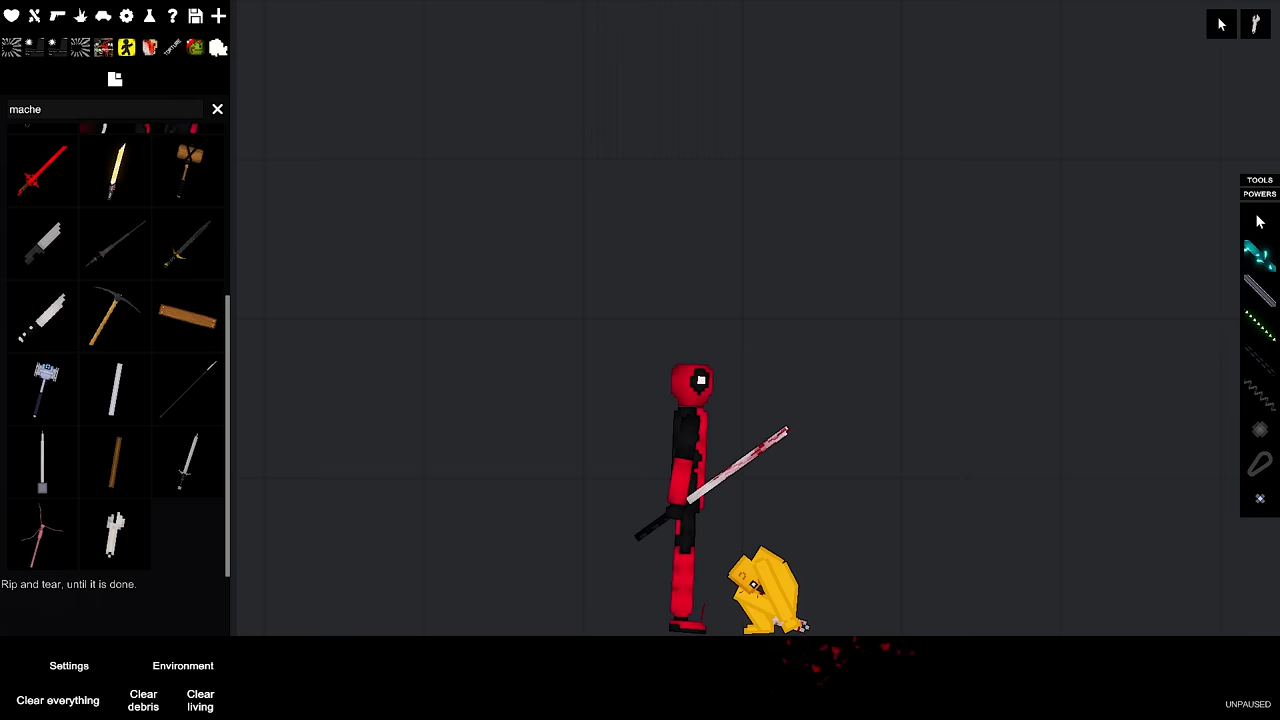 mache
TOOLS
POWERS
Rip and tear, until it is done.
Settings
Environment
Clear everything
Clear debris
Clear living
UNPAUSED